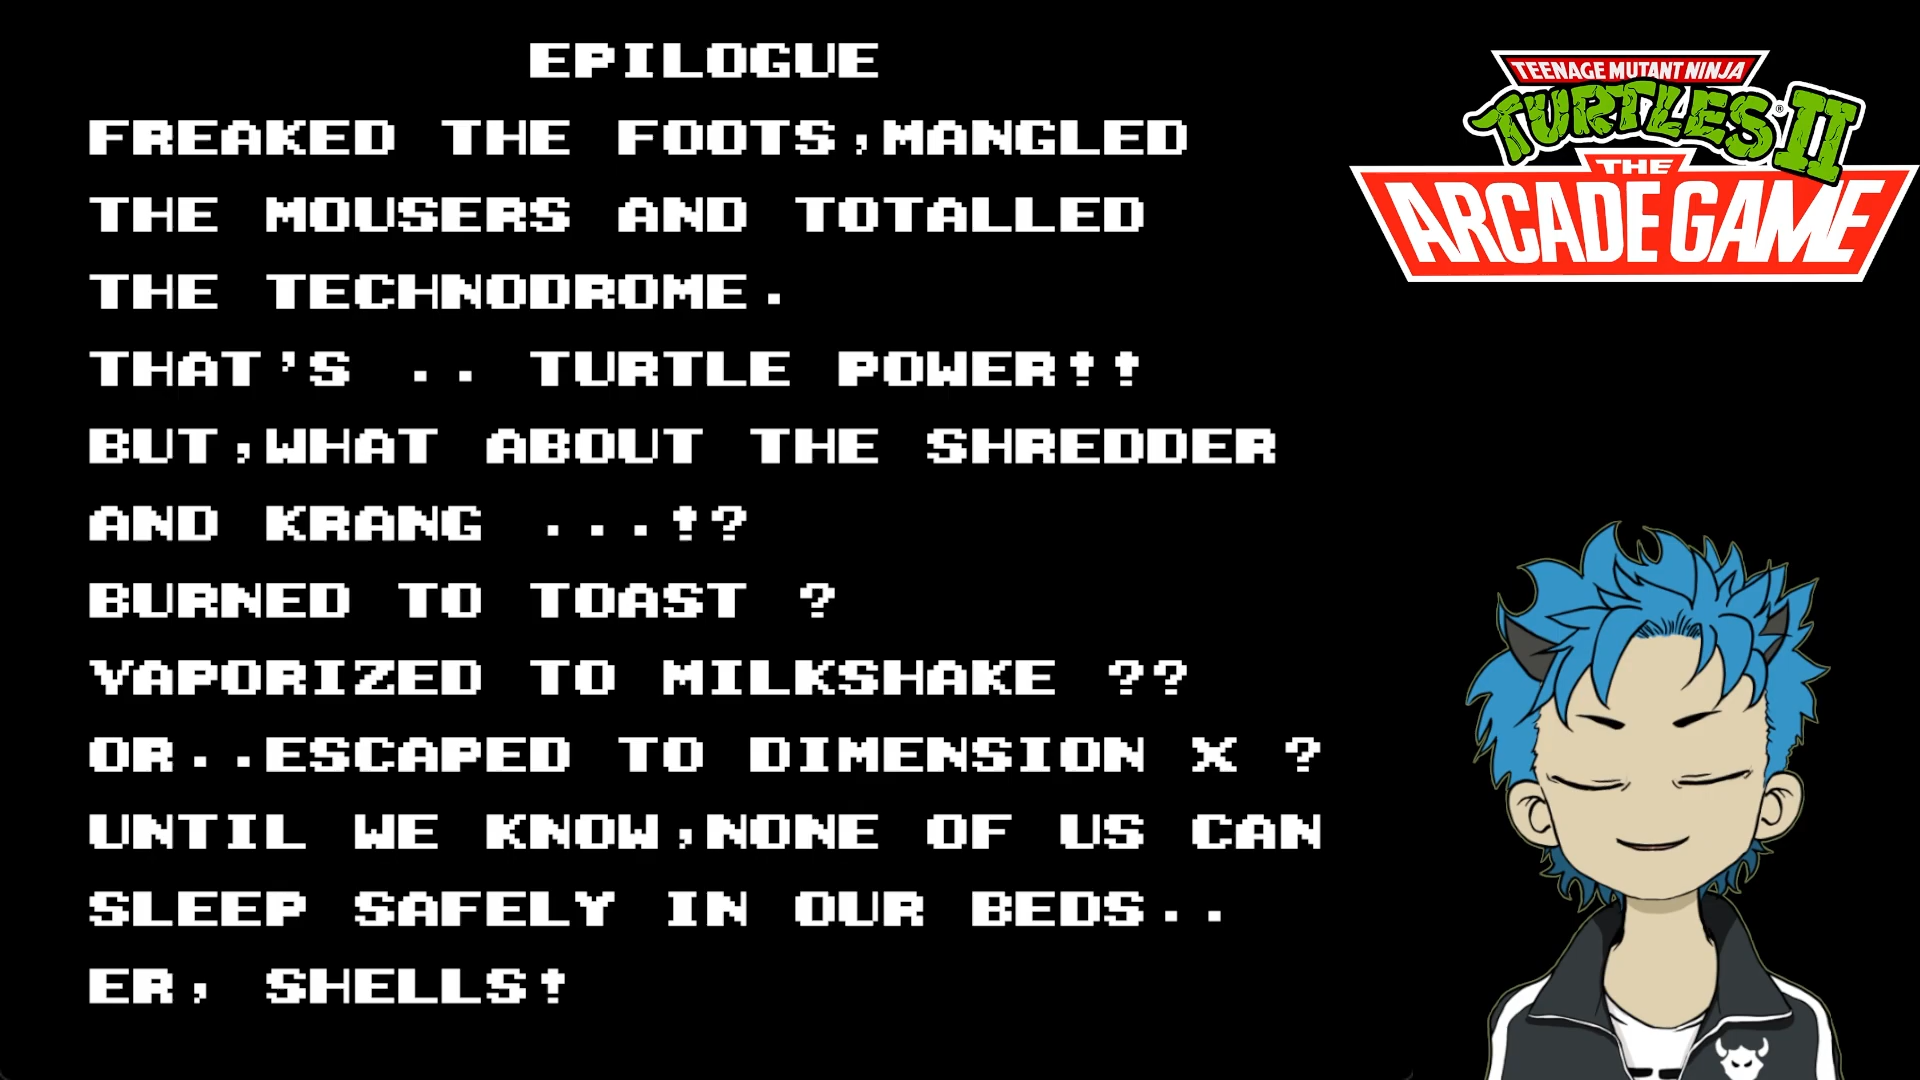 EPILOGUE
FREAKED THE FOOTS,MANGLED
THE MOUSERS AND TOTALLED
THE TECHNODROME.
THAT'S .. TURTLE POWER!!
BUT,WHAT ABOUT THE SHREDDER
AND KRANG ...!?
BURNED TO TOAST ?
VAPORIZED TO MILKSHAKE ??
OR..ESCAPED TO DIMENSION X ?
UNTIL WE KNOW,NONE OF US CAN
SLEEP SAFELY IN OUR BEDS..
ER, SHELLS!
TEENAGE MUTANT NINJA
TURTLES® II
THE
ARCADE GAME